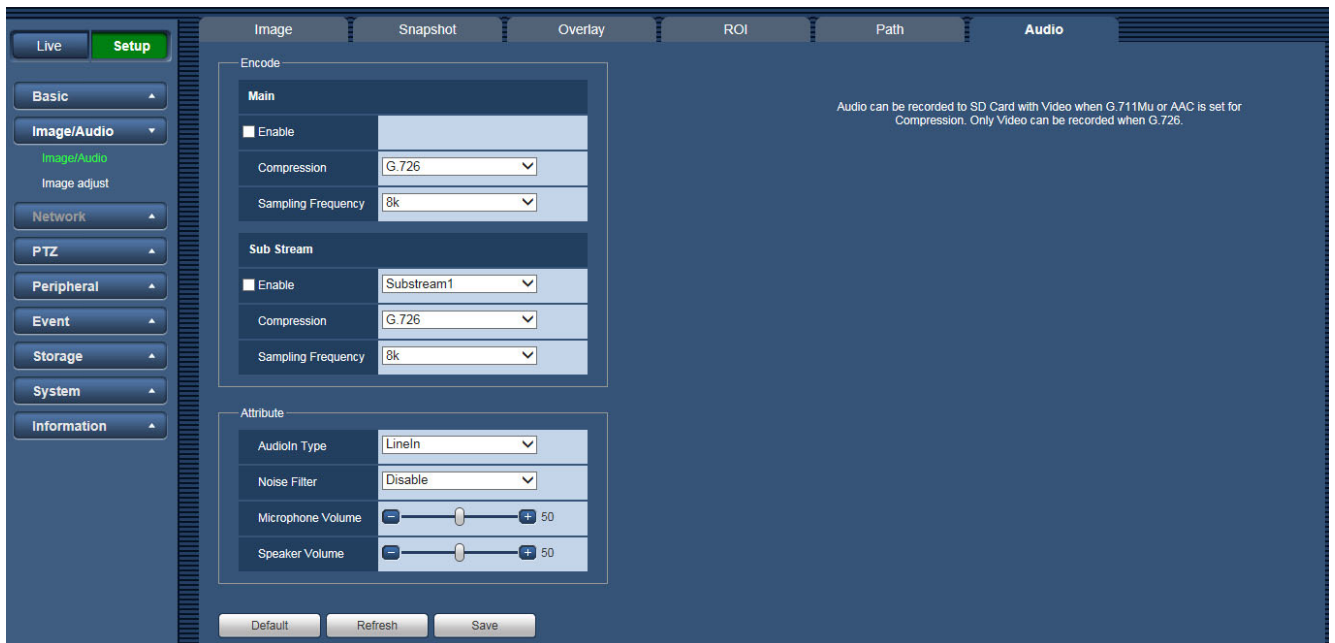 Live
Setup
Basic
Image/Audio
Image/Audio
Image adjust
Network
PTZ
Peripheral
Event
Storage
System
Information
Image
Snapshot
Overlay
ROI
Path
Audio
Encode
Main
Enable
Compression G.726
Sampling Frequency 8k
Sub Stream
Enable Substream1
Compression G.726
Sampling Frequency 8k
Attribute
AudioIn Type LineIn
Noise Filter Disable
Microphone Volume 50
Speaker Volume 50
Default
Refresh
Save
Audio can be recorded to SD Card with Video when G.711Mu or AAC is set for
Compression. Only Video can be recorded when G.726.